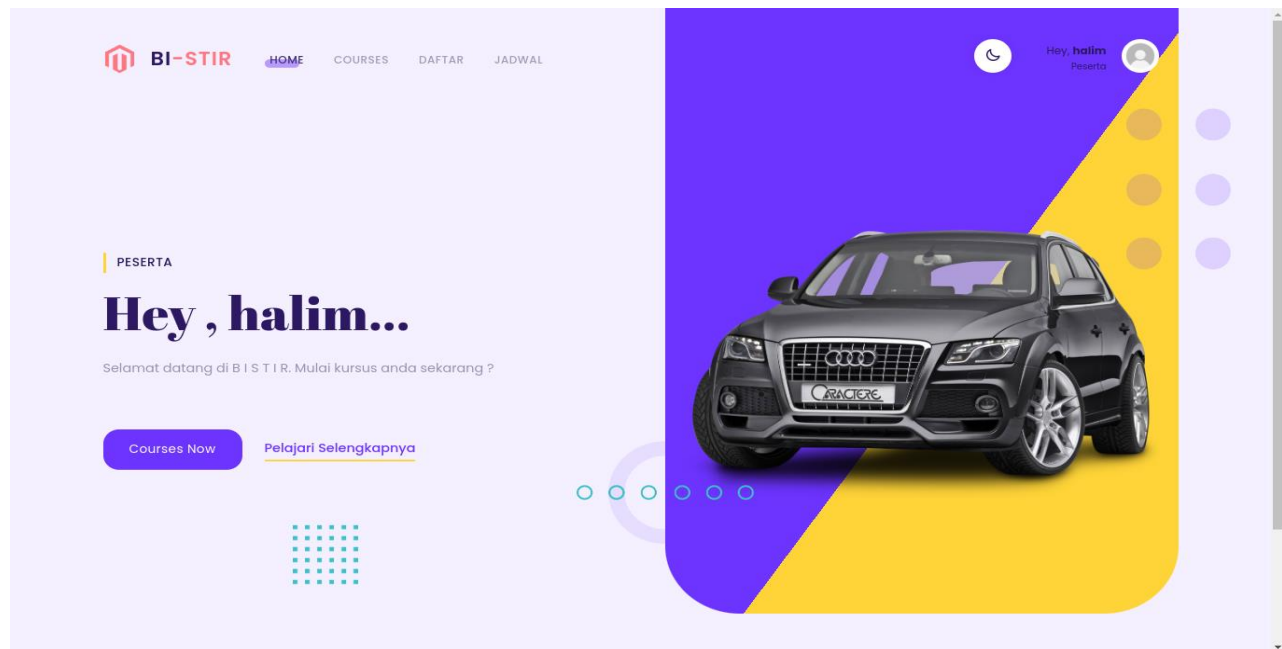 BI-STIR HOME COURSES DAFTAR JADWAL
Hey, halim
Peserta
PESERTA
Hey , halim...
Selamat datang di B I S T I R. Mulai kursus anda sekarang ?
Courses Now Pelajari Selengkapnya
CARACTERE